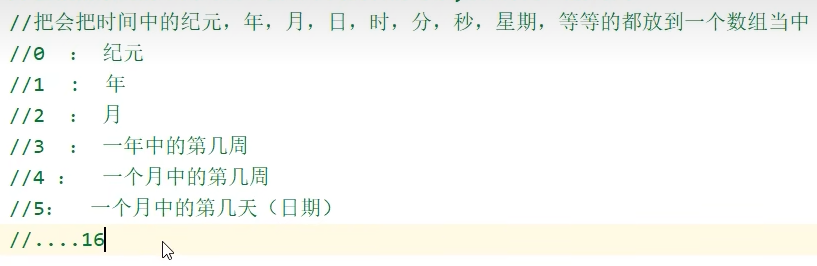 //把会把时间中的纪元，年，月，日，时，分，秒，星期，等等的都放到一个数组当中
//0 ： 纪元
//1 ： 年
//2 ： 月
//3 ： 一年中的第几周
//4 ： 一个月中的第几周
//5： 一个月中的第几天（日期）
//....16